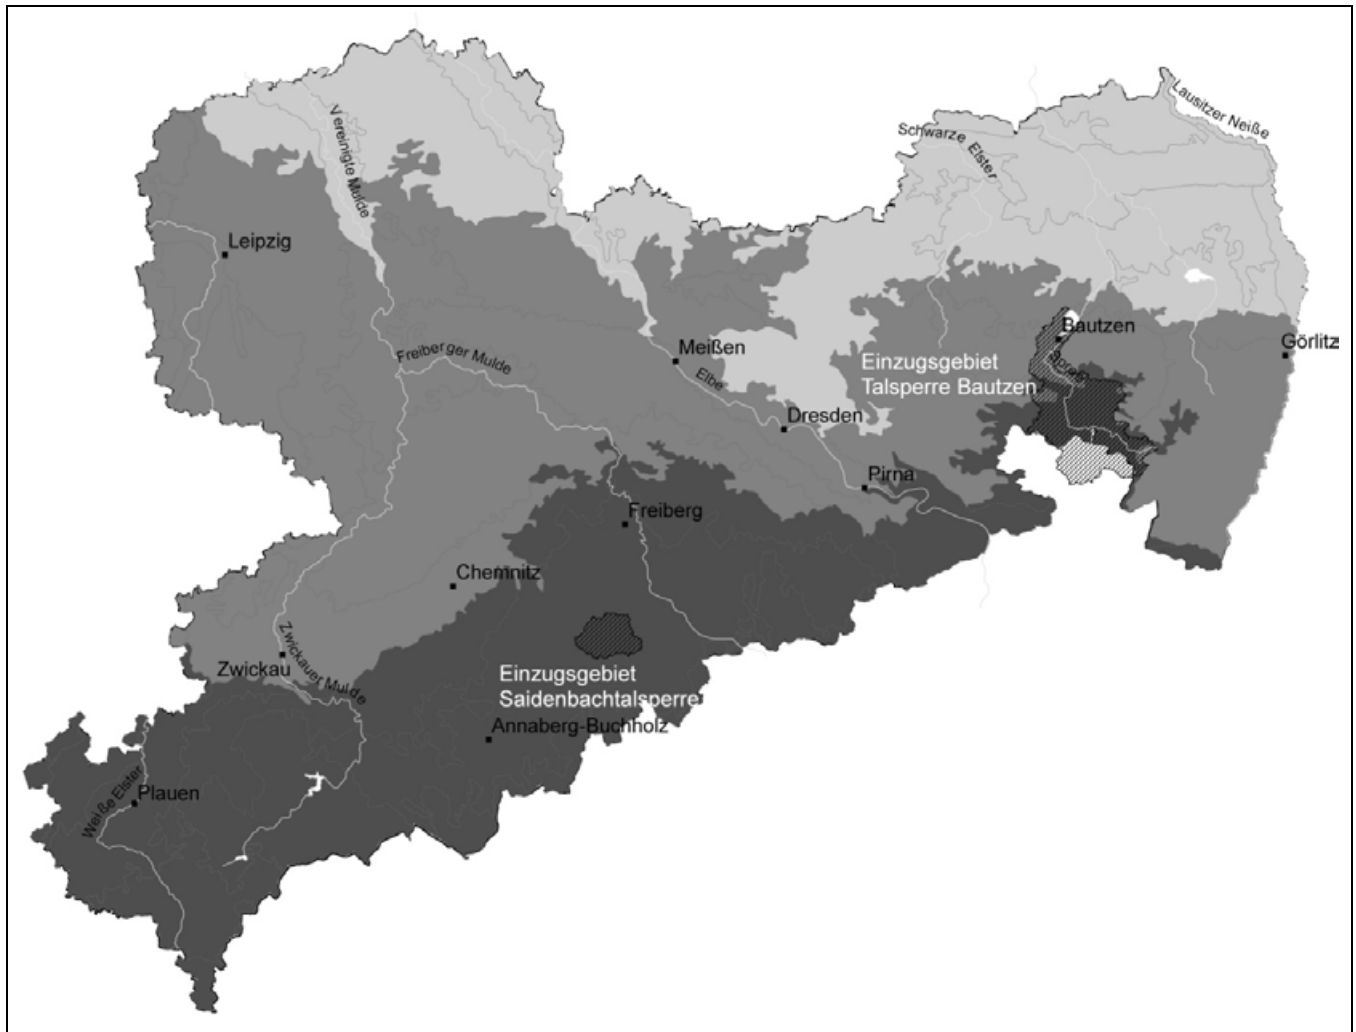 Lausitzer Neiße
Vereinigte Mulde
Schwarze Elster
Leipzig
Bautzen
Görlitz
Meißen
Freiberger Mulde
Einzugsgebiet
Talsperre Bautzen
Spree
Elbe
Dresden
Pirna
Freiberg
Chemnitz
Zwickauer Mulde
Zwickau
Einzugsgebiet
Saidenbachtalsperre
Annaberg-Buchholz
Weiße Elster
Plauen